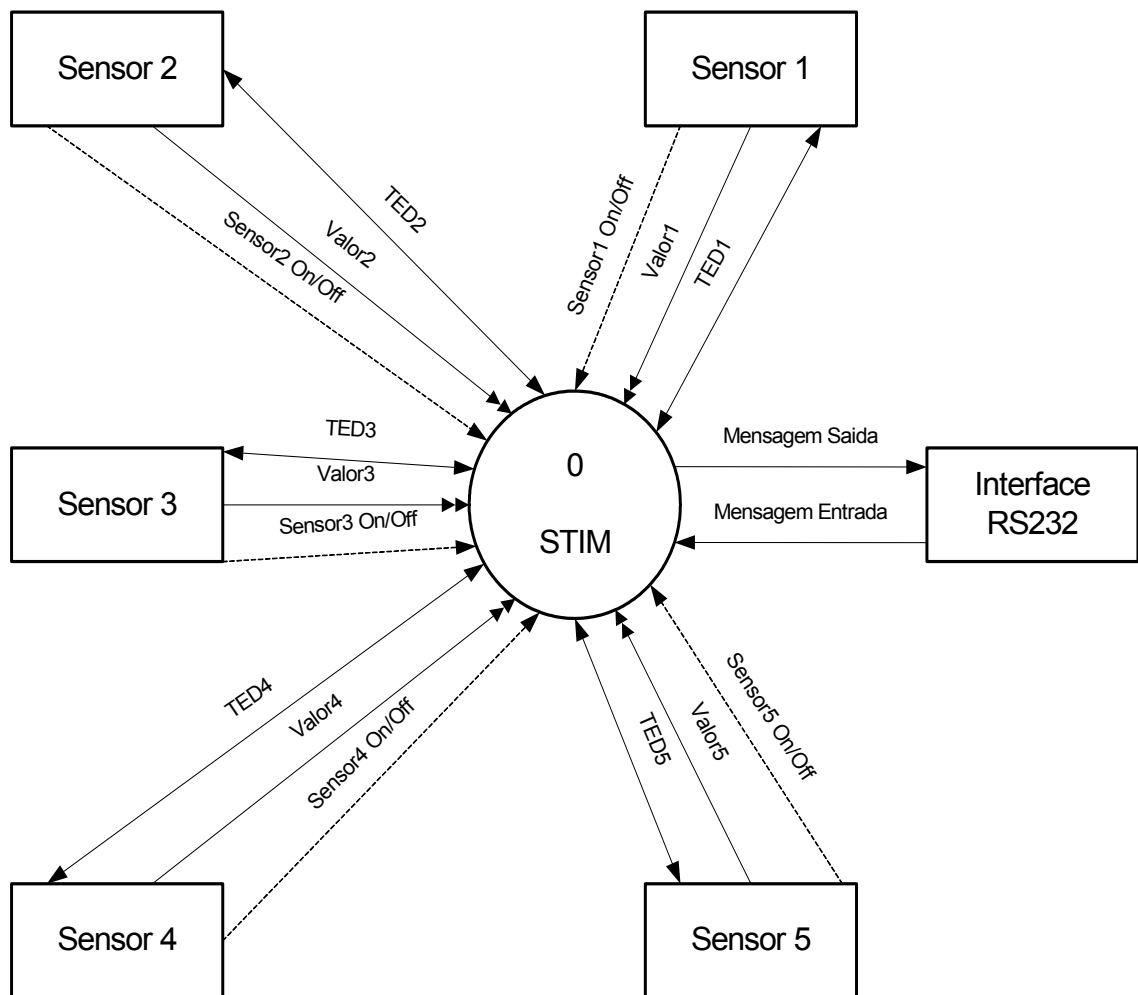 Sensor 2
Sensor 1
TED2
Valor2
Sensor2 On/Off
Sensor1 On/Off
Valor1
TED1
TED3
Valor3
Sensor3 On/Off
Sensor 3
0
STIM
Mensagem Saida
Mensagem Entrada
Interface
RS232
TED4
Valor4
Sensor4 On/Off
TED5
Valor5
Sensor5 On/Off
Sensor 4
Sensor 5